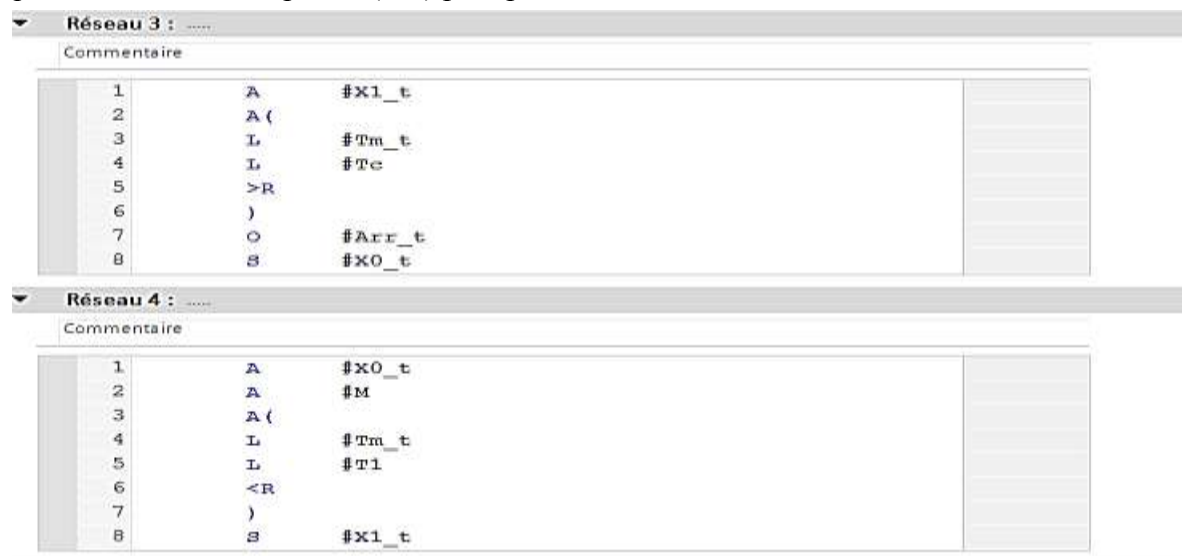 Réseau 3 : .....
Commentaire
1 A #X1_t
2 A(
3 L #Tm_t
4 L #Tc
5 >R
6 )
7 O #Arr_t
8 S #X0_t
Réseau 4 : .....
Commentaire
1 A #X0_t
2 A #M
3 A(
4 L #Tm_t
5 L #T1
6 <R
7 )
8 S #X1_t